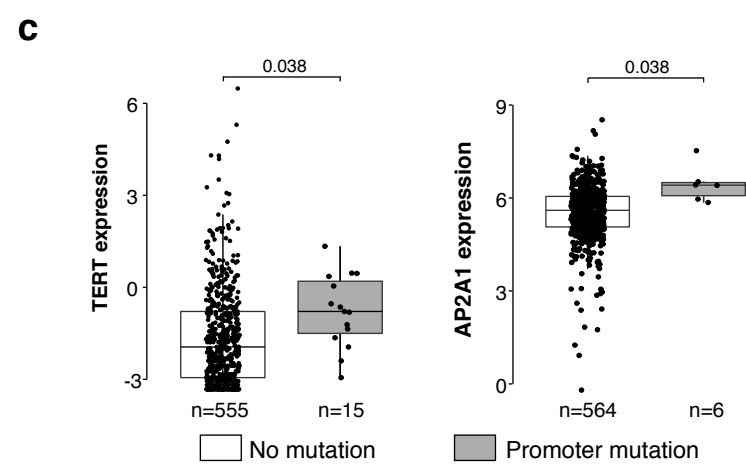 c
0.038
TERT expression
6
3
0
-3
n=555
n=15
0.038
AP2A1 expression
9
6
3
0
n=564
n=6
No mutation
Promoter mutation